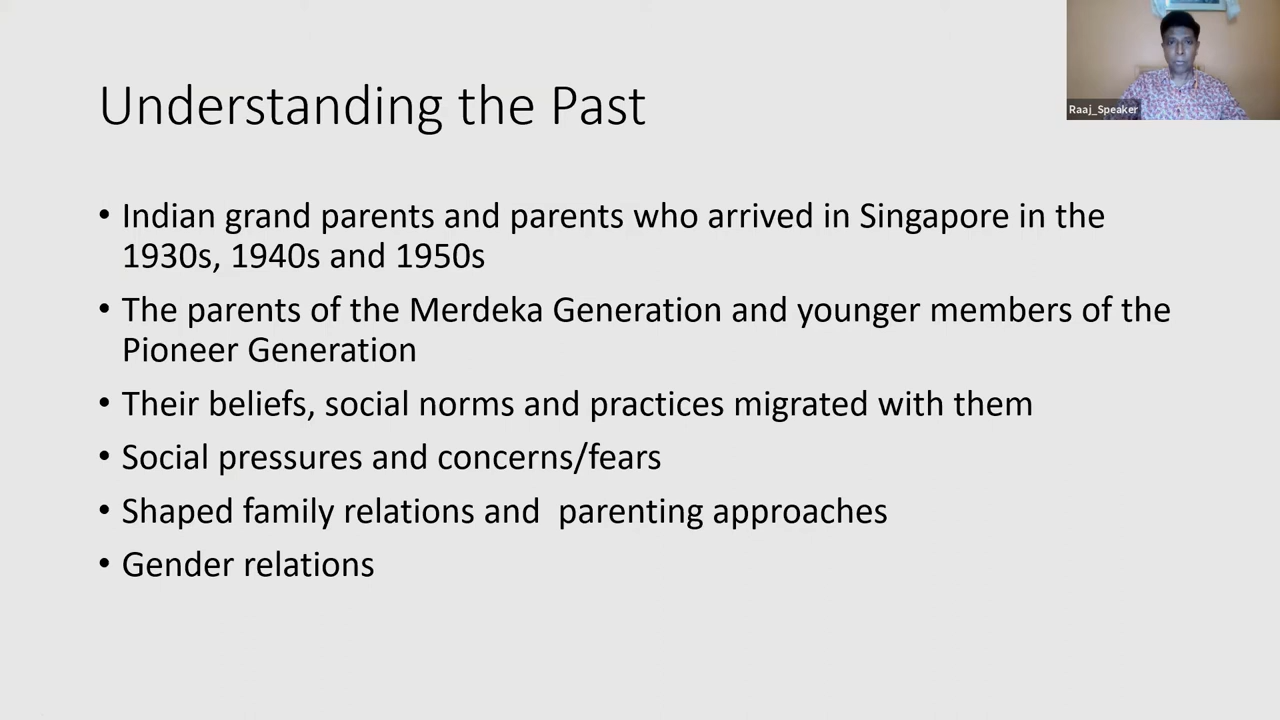 Understanding the Past
Raaj_Speaker
• Indian grand parents and parents who arrived in Singapore in the
1930s, 1940s and 1950s
• The parents of the Merdeka Generation and younger members of the
Pioneer Generation
• Their beliefs, social norms and practices migrated with them
• Social pressures and concerns/fears
• Shaped family relations and  parenting approaches
• Gender relations